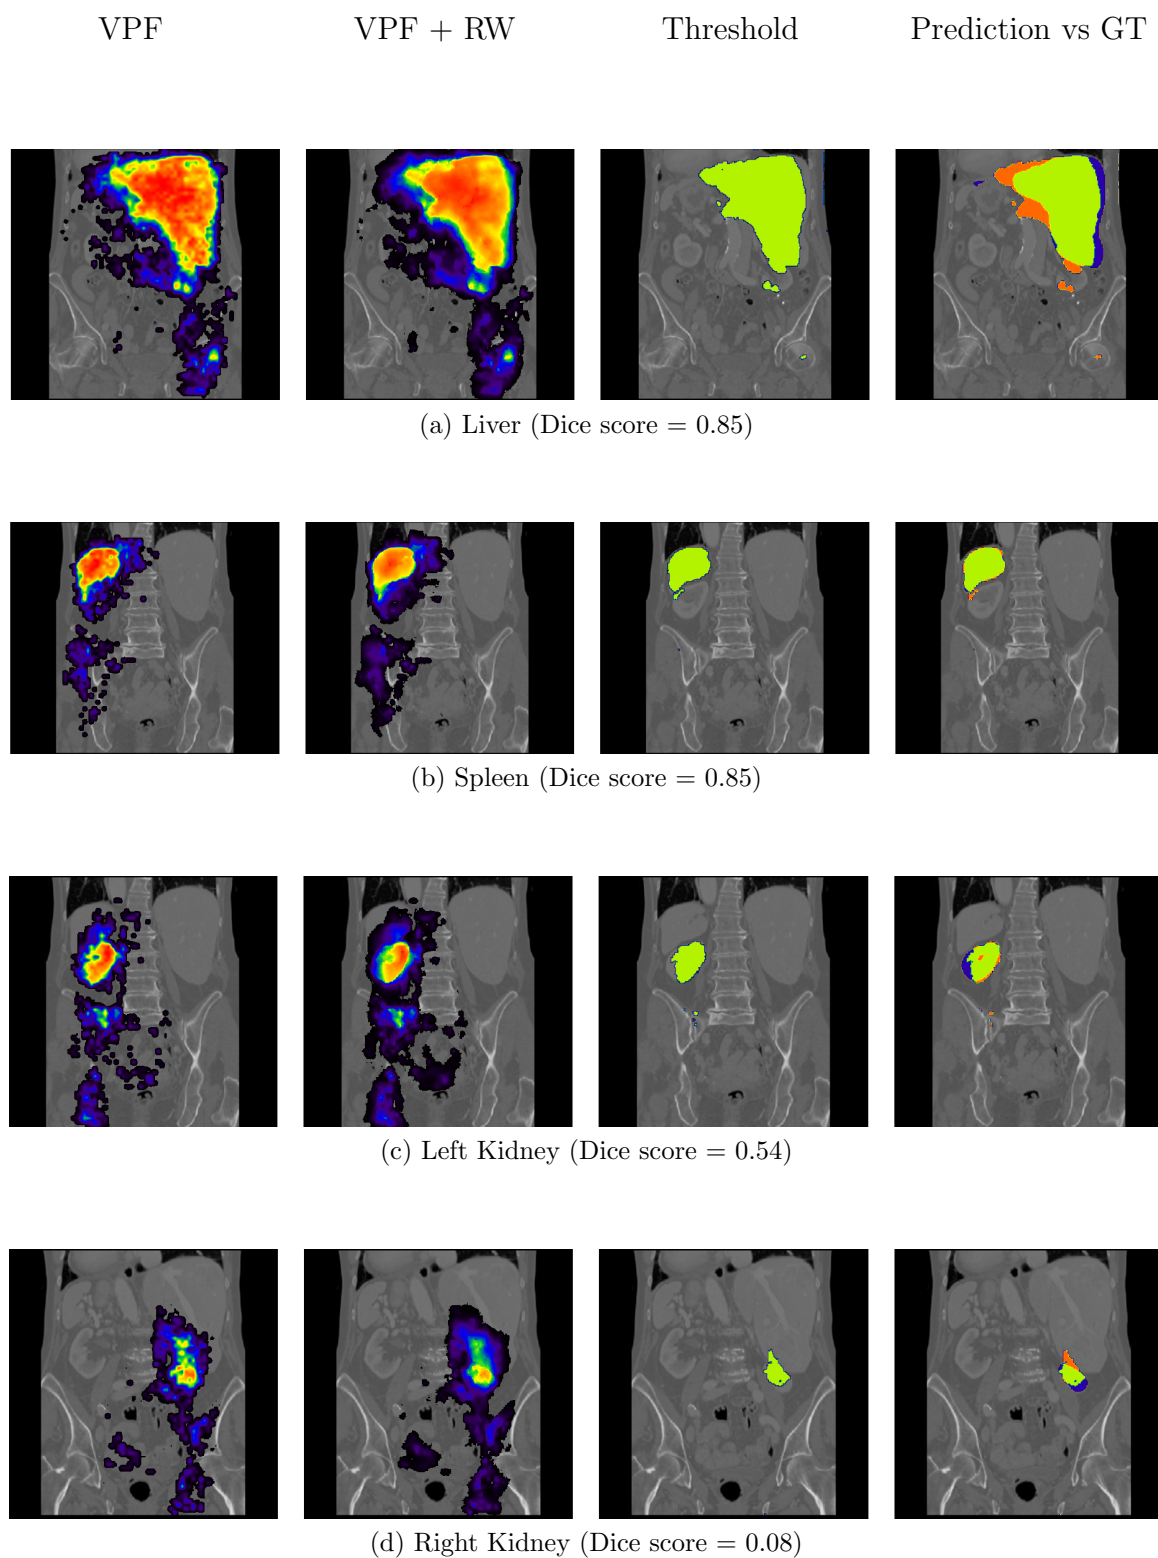 VPF VPF + RW Threshold Prediction vs GT
(a) Liver (Dice score = 0.85)
(b) Spleen (Dice score = 0.85)
(c) Left Kidney (Dice score = 0.54)
(d) Right Kidney (Dice score = 0.08)